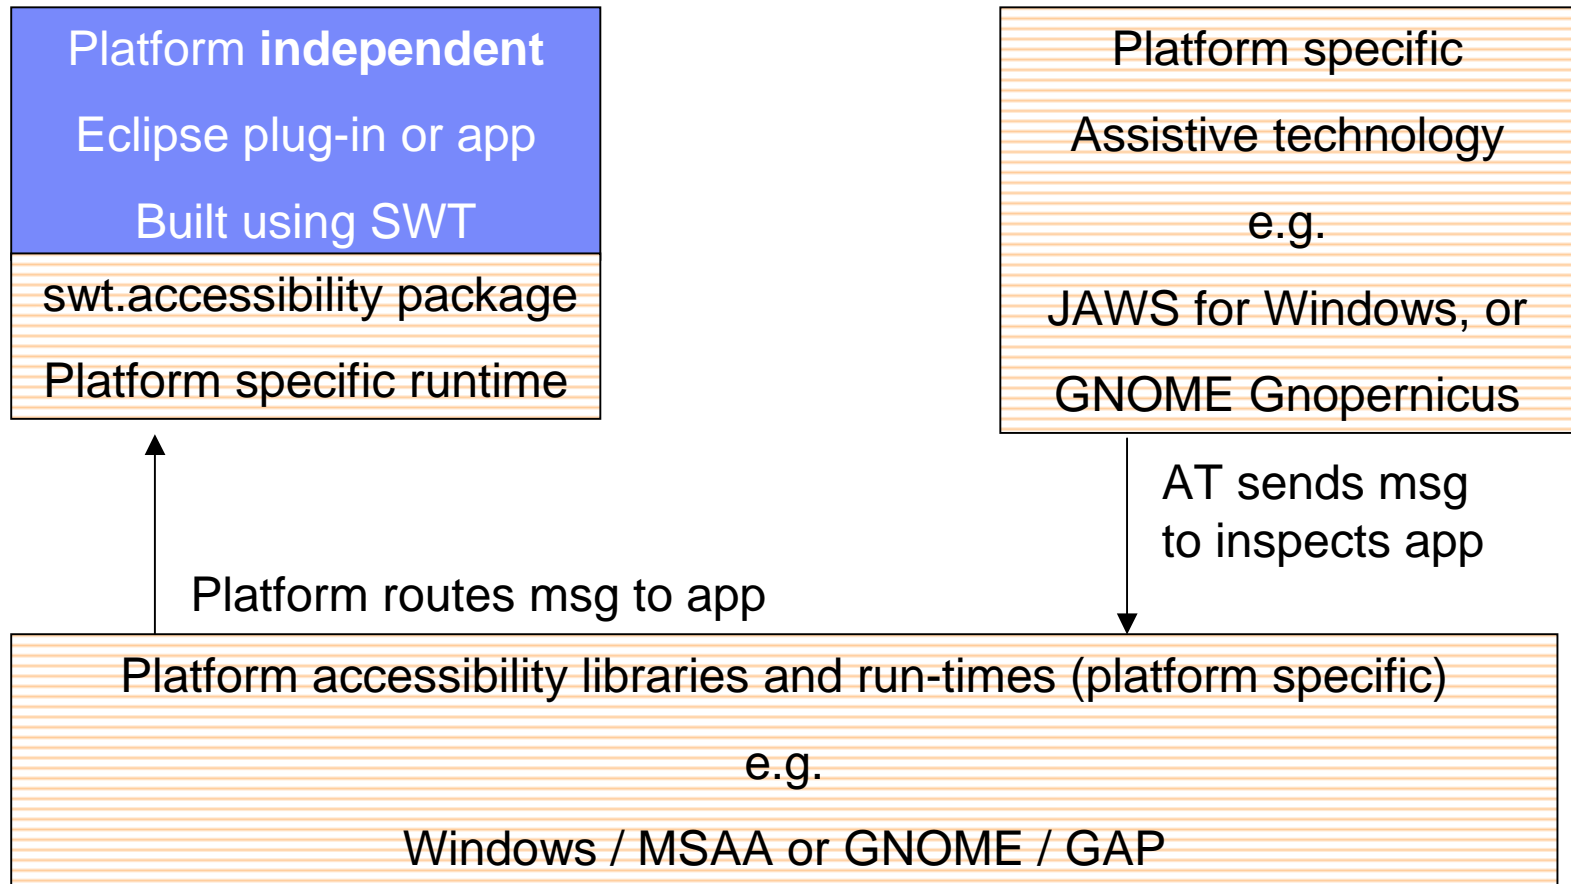 Platform independent
Eclipse plug-in or app
Built using SWT
swt.accessibility package
Platform specific runtime
Platform specific
Assistive technology
e.g.
JAWS for Windows, or
GNOME Gnopernicus
AT sends msg
to inspects app
Platform routes msg to app
Platform accessibility libraries and run-times (platform specific)
e.g.
Windows / MSAA or GNOME / GAP